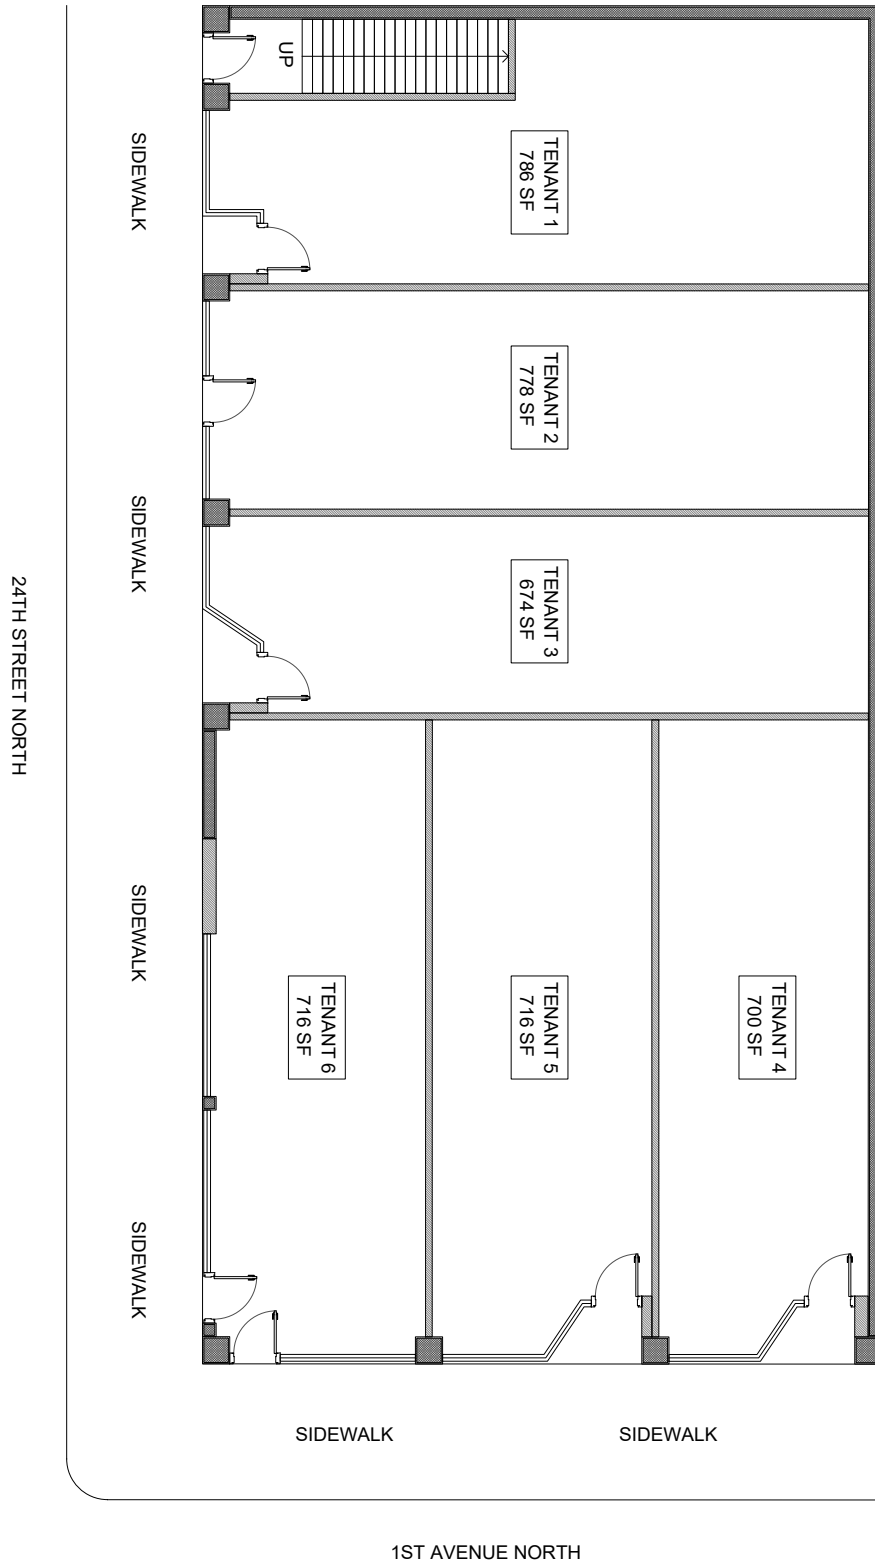 UP
SIDEWALK
TENANT 1
786 SF
TENANT 2
778 SF
SIDEWALK
TENANT 3
674 SF
24TH STREET NORTH
SIDEWALK
TENANT 6
716 SF
TENANT 5
716 SF
TENANT 4
700 SF
SIDEWALK
SIDEWALK
SIDEWALK
1ST AVENUE NORTH